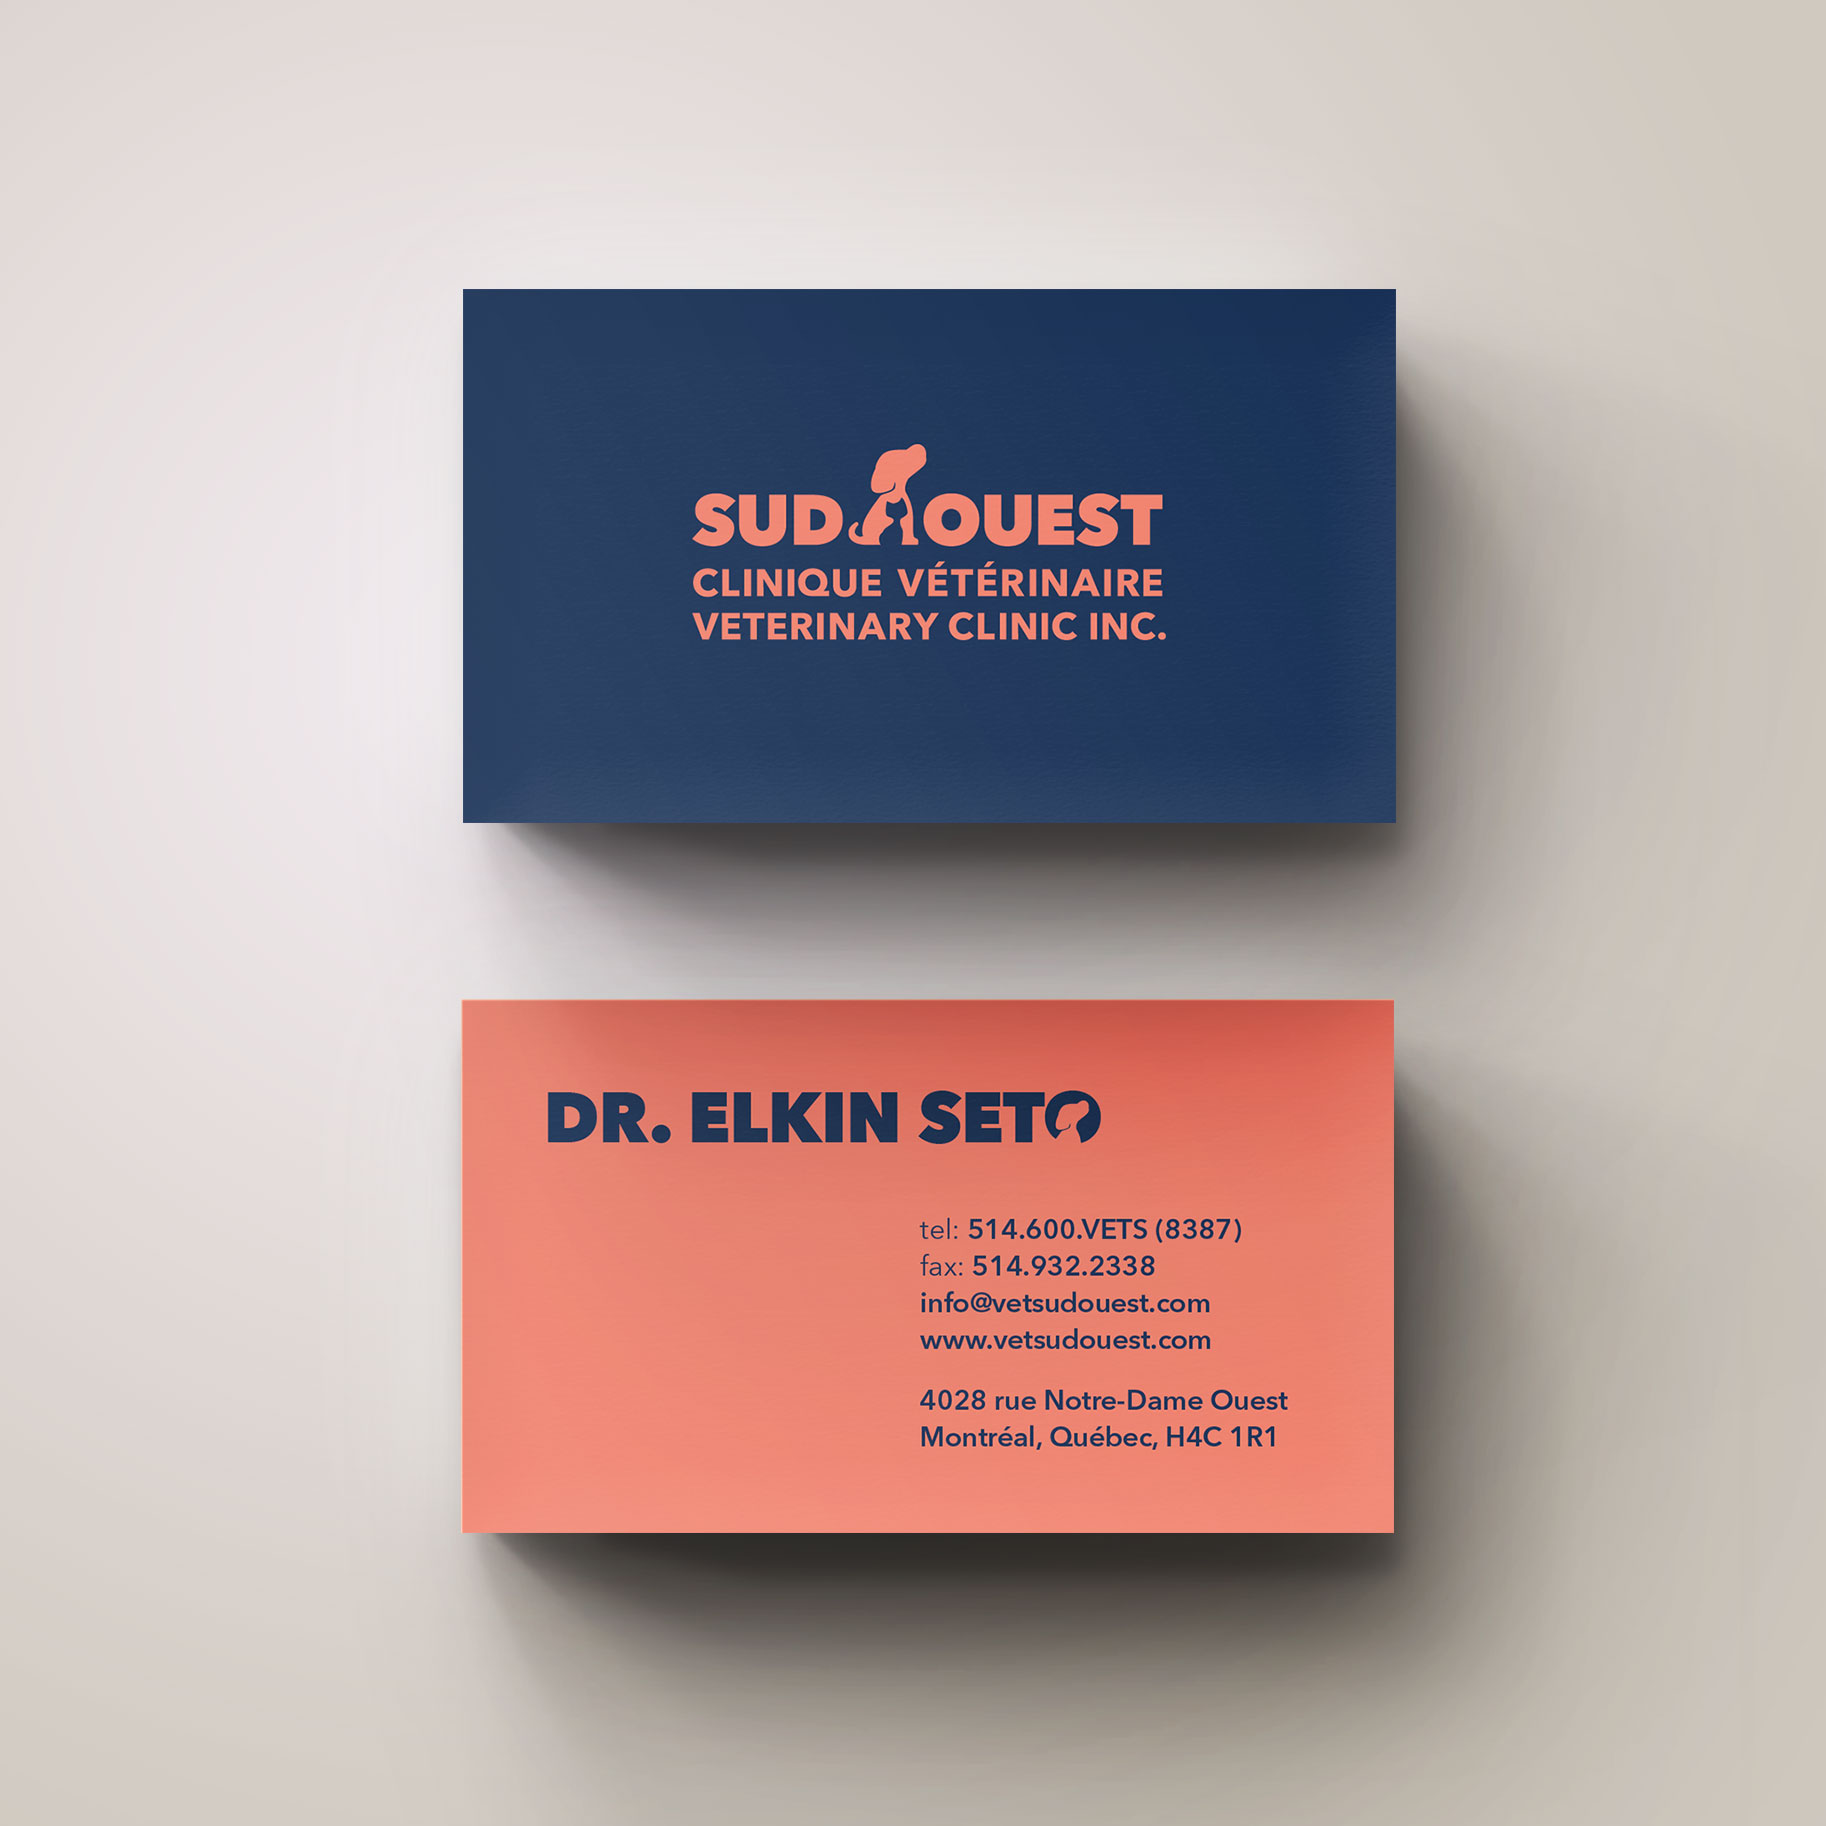 SUD OUEST
CLINIQUE VÉTÉRINAIRE
VETERINARY CLINIC INC.
DR. ELKIN SETO
tel: 514.600.VETS (8387)
fax: 514.932.2338
info@vetsudouest.com
www.vetsudouest.com
4028 rue Notre-Dame Ouest
Montréal, Québec, H4C 1R1